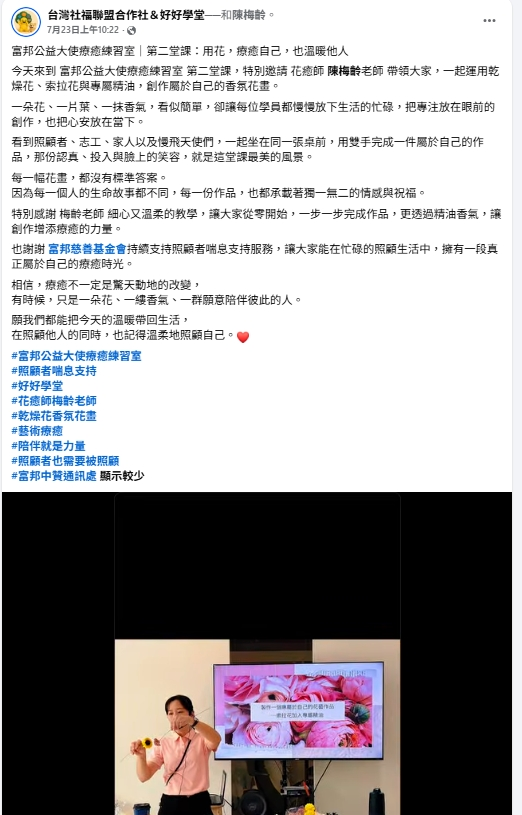 台灣社福聯盟合作社＆好好學堂──和陳梅齡。
7月23日上午10:22 ·
富邦公益大使療癒練習室｜第二堂課：用花，療癒自己，也溫暖他人
今天來到 富邦公益大使療癒練習室 第二堂課，特別邀請 花癒師 陳梅齡老師 帶領大家，一起運用乾
燥花、索拉花與專屬精油，創作屬於自己的香氛花畫。
一朵花、一片葉、一抹香氣，看似簡單，卻讓每位學員都慢慢放下生活的忙碌，把專注放在眼前的
創作，也把心安放在當下。
看到照顧者、志工、家人以及慢飛天使們，一起坐在同一張桌前，用雙手完成一件屬於自己的作
品，那份認真、投入與臉上的笑容，就是這堂課最美的風景。
每一幅花畫，都沒有標準答案。
因為每一個人的生命故事都不同，每一份作品，也都承載著獨一無二的情感與祝福。
特別感謝 梅齡老師 細心又溫柔的教學，讓大家從零開始，一步一步完成作品，更透過精油香氣，讓
創作增添療癒的力量。
也謝謝 富邦慈善基金會持續支持照顧者喘息支持服務，讓大家能在忙碌的照顧生活中，擁有一段真
正屬於自己的療癒時光。
相信，療癒不一定是驚天動地的改變，
有時候，只是一朵花、一縷香氣、一群願意陪伴彼此的人。
願我們都能把今天的溫暖帶回生活，
在照顧他人的同時，也記得溫柔地照顧自己。❤️
#富邦公益大使療癒練習室
#照顧者喘息支持
#好好學堂
#花癒師梅齡老師
#乾燥花香氛花畫
#藝術療癒
#陪伴就是力量
#照顧者也需要被照顧
#富邦中贊通訊處 顯示較少
製作一個專屬於自己的花藝作品